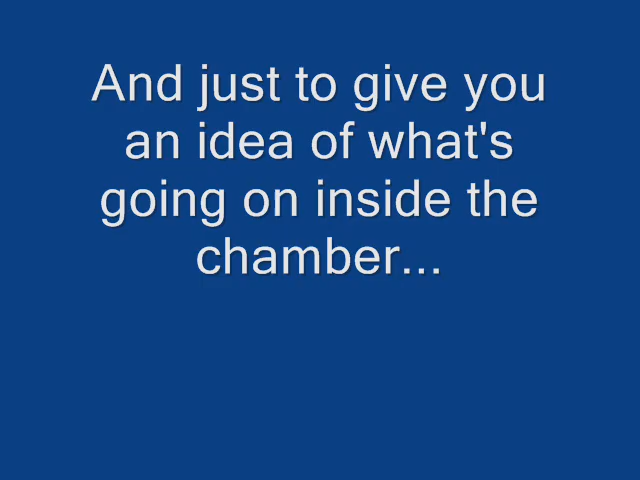 And just to give you
an idea of what's
going on inside the
chamber...